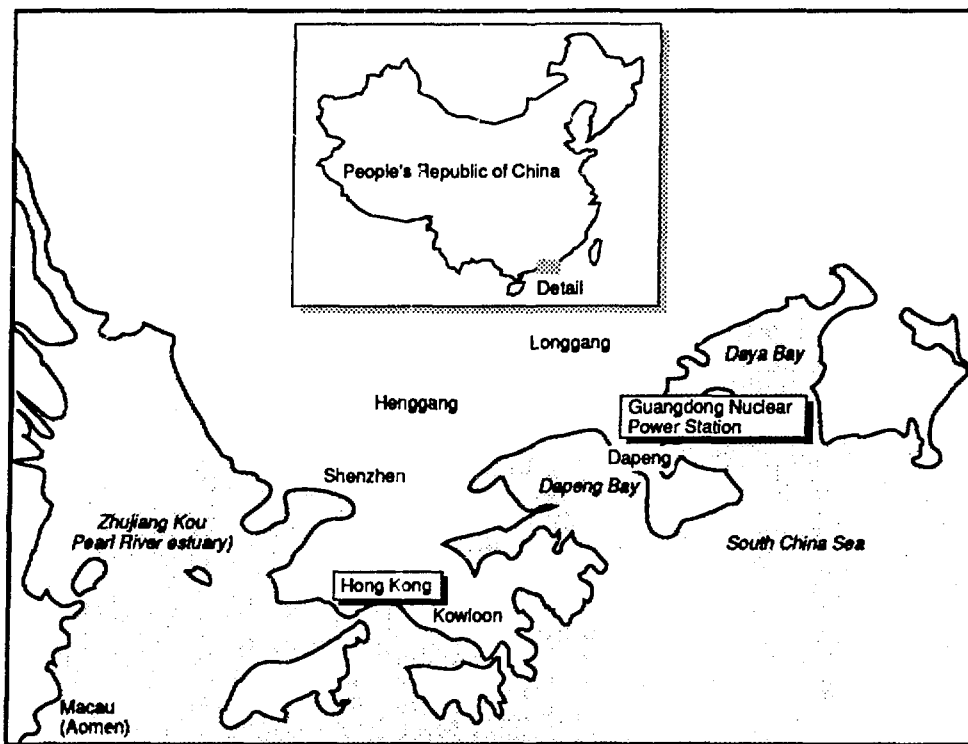 People's Republic of China
Detail
Longgang
Daya Bay
Henggang
Guangdong Nuclear
Power Station
Dapeng
Shenzhen
Dapeng Bay
Zhujiang Kou
Pearl River estuary)
South China Sea
Hong Kong
Kowloon
Macau
(Aomen)